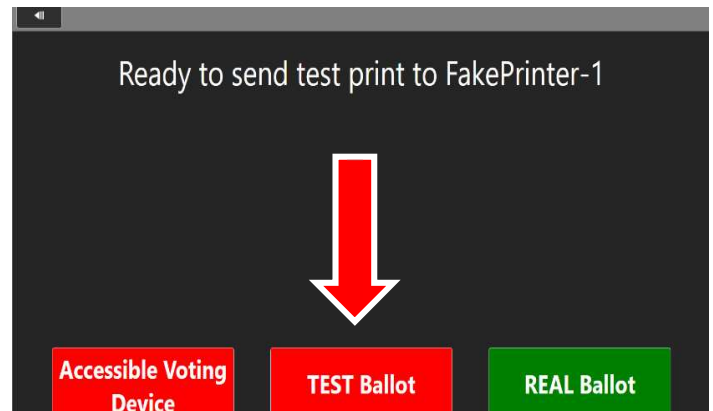 Ready to send test print to FakePrinter-1
Accessible Voting
Device
TEST Ballot
REAL Ballot